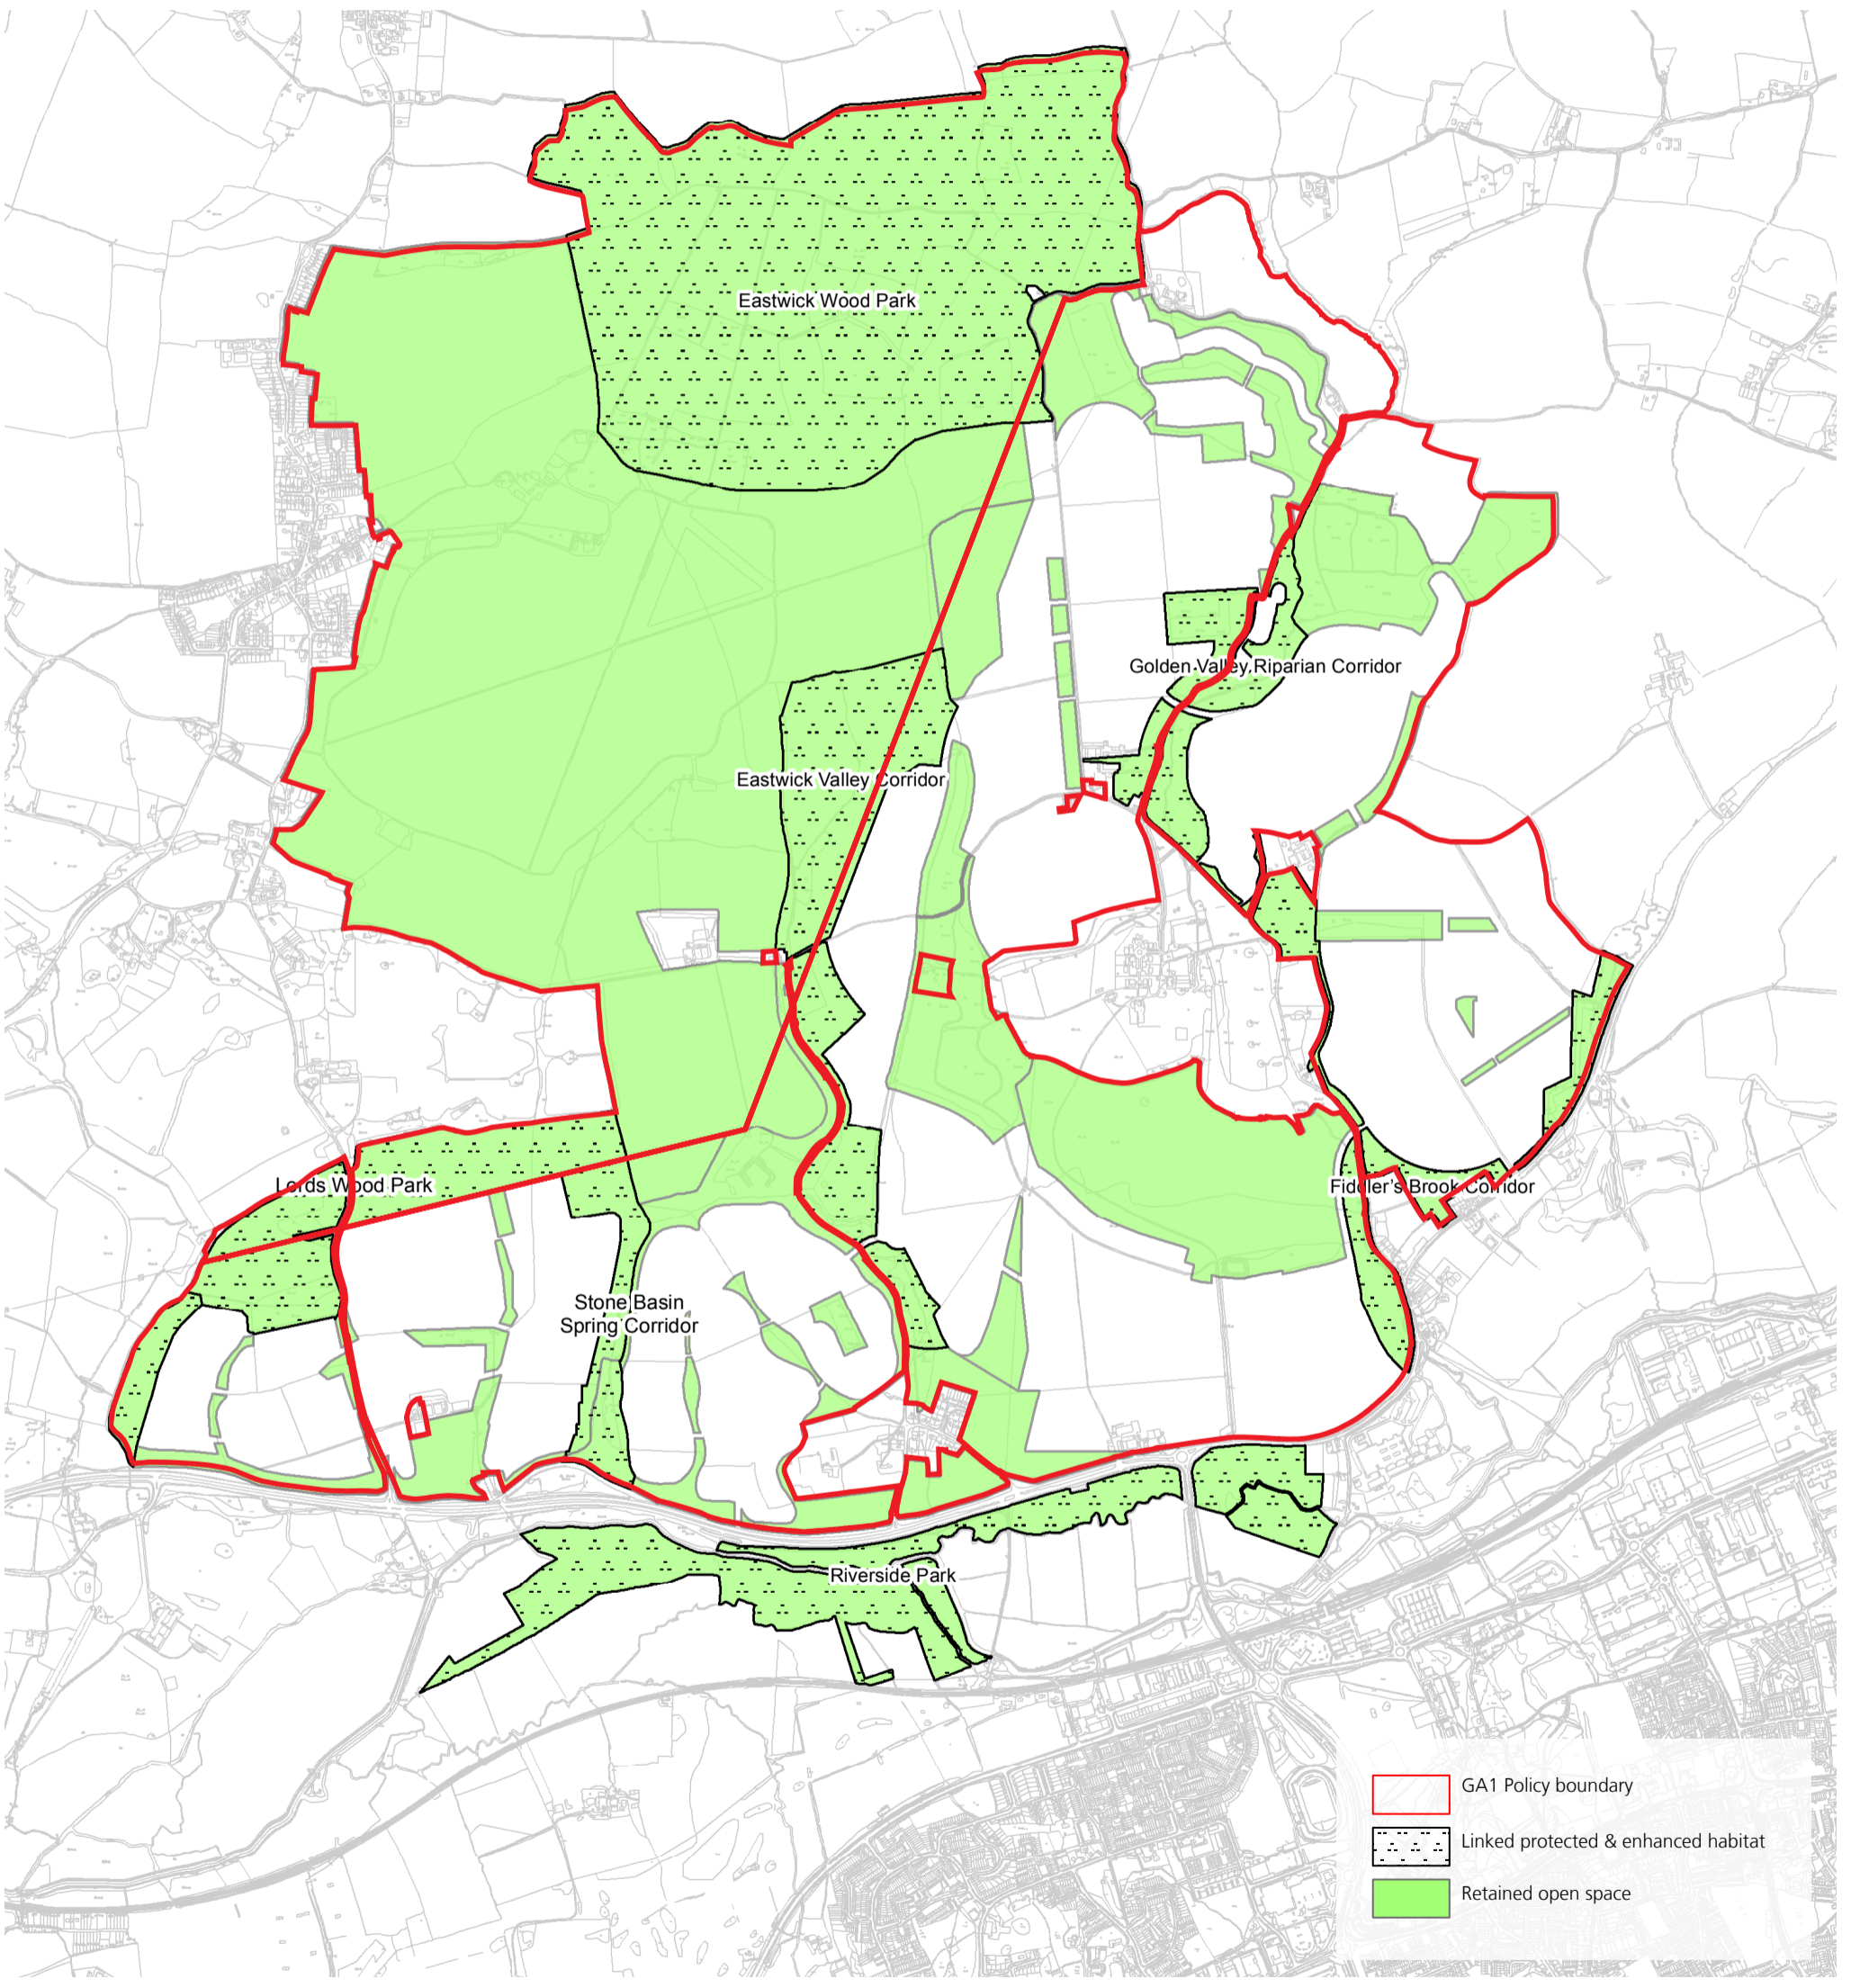 Eastwick Wood Park
Golden Valley Riparian Corridor
Eastwick Valley Corridor
Lords Wood Park
Fiddler's Brook Corridor
Stone Basin
Spring Corridor
Riverside Park
GA1 Policy boundary
Linked protected & enhanced habitat
Retained open space